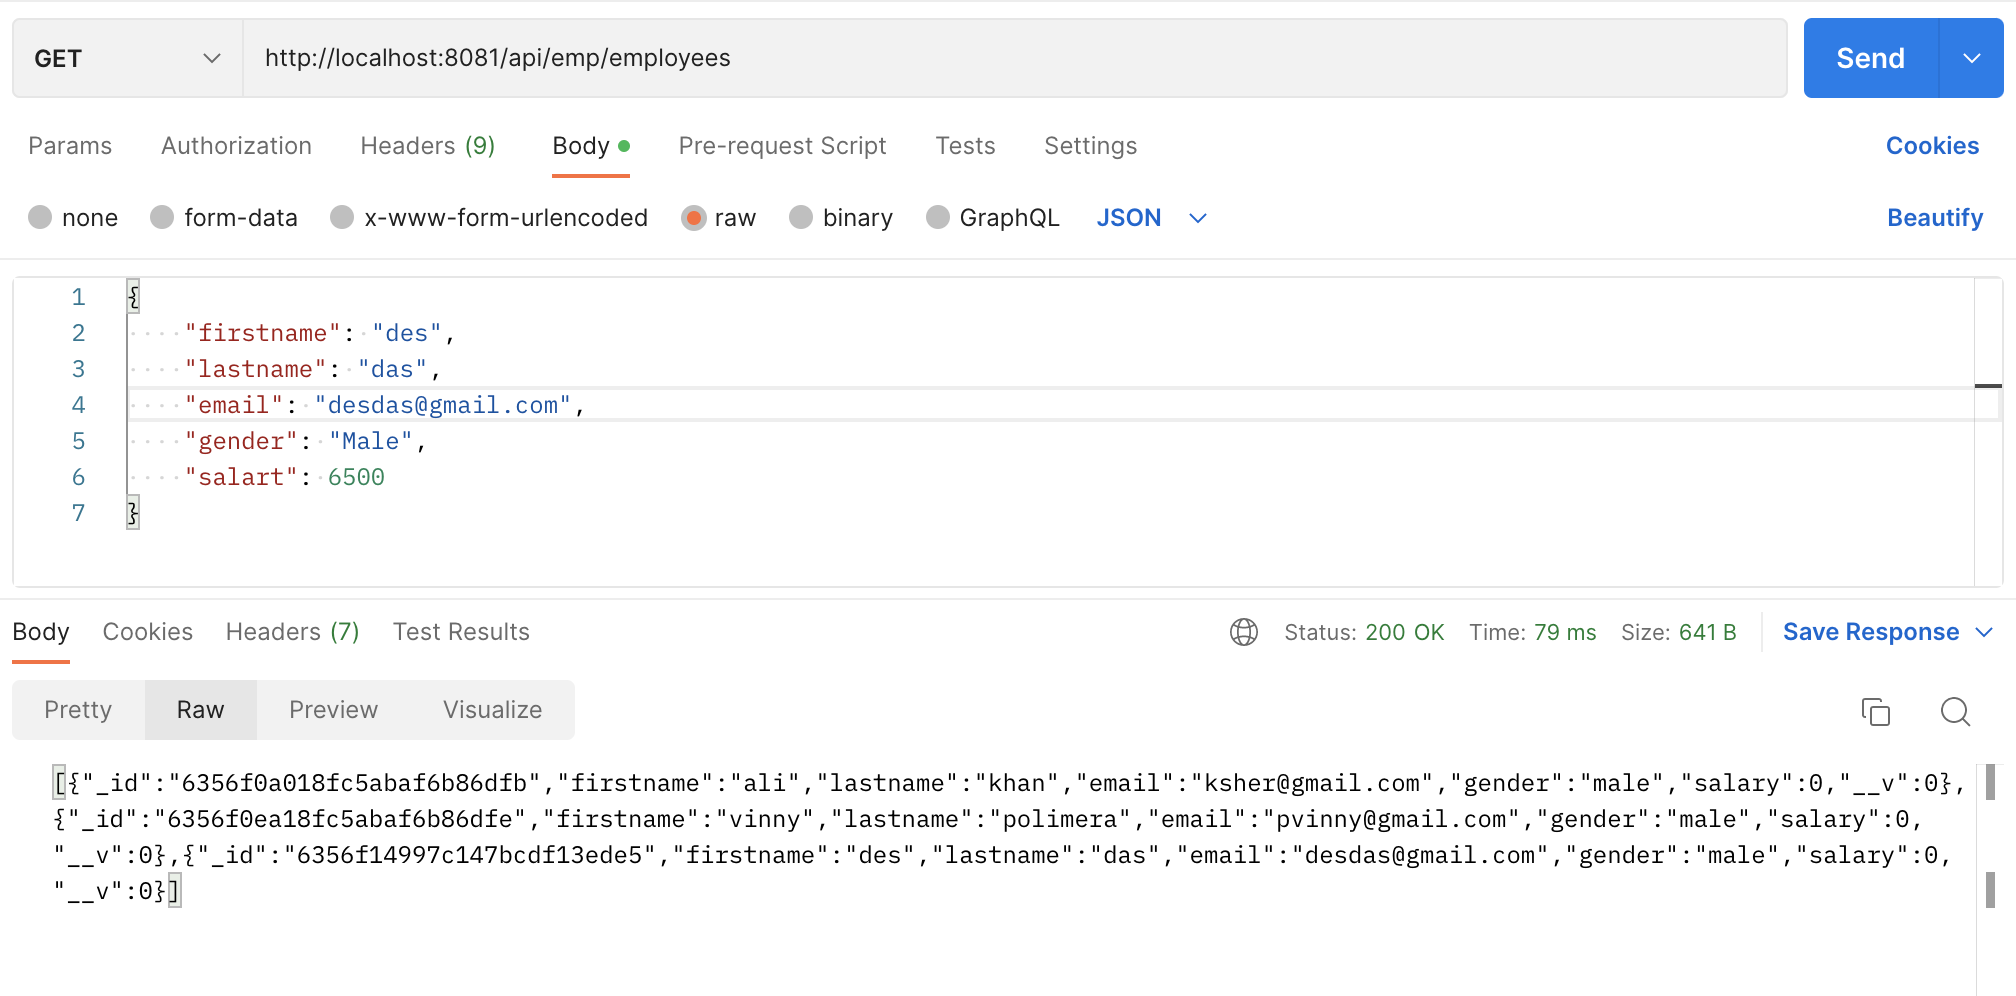 GET http://localhost:8081/api/emp/employees Send
Params Authorization Headers (9) Body Pre-request Script Tests Settings Cookies
none form-data x-www-form-urlencoded raw binary GraphQL JSON Beautify
1 {
2 "firstname": "des",
3 "lastname": "das",
4 "email": "desdas@gmail.com",
5 "gender": "Male",
6 "salart": 6500
7 }
Body Cookies Headers (7) Test Results Status: 200 OK Time: 79 ms Size: 641 B Save Response
Pretty Raw Preview Visualize
[{"_id":"6356f0a018fc5abaf6b86dfb","firstname":"ali","lastname":"khan","email":"ksher@gmail.com","gender":"male","salary":0,"__v":0},
{"_id":"6356f0ea18fc5abaf6b86dfe","firstname":"vinny","lastname":"polimera","email":"pvinny@gmail.com","gender":"male","salary":0,
"__v":0},{"_id":"6356f14997c147bcdf13ede5","firstname":"des","lastname":"das","email":"desdas@gmail.com","gender":"male","salary":0,
"__v":0}]